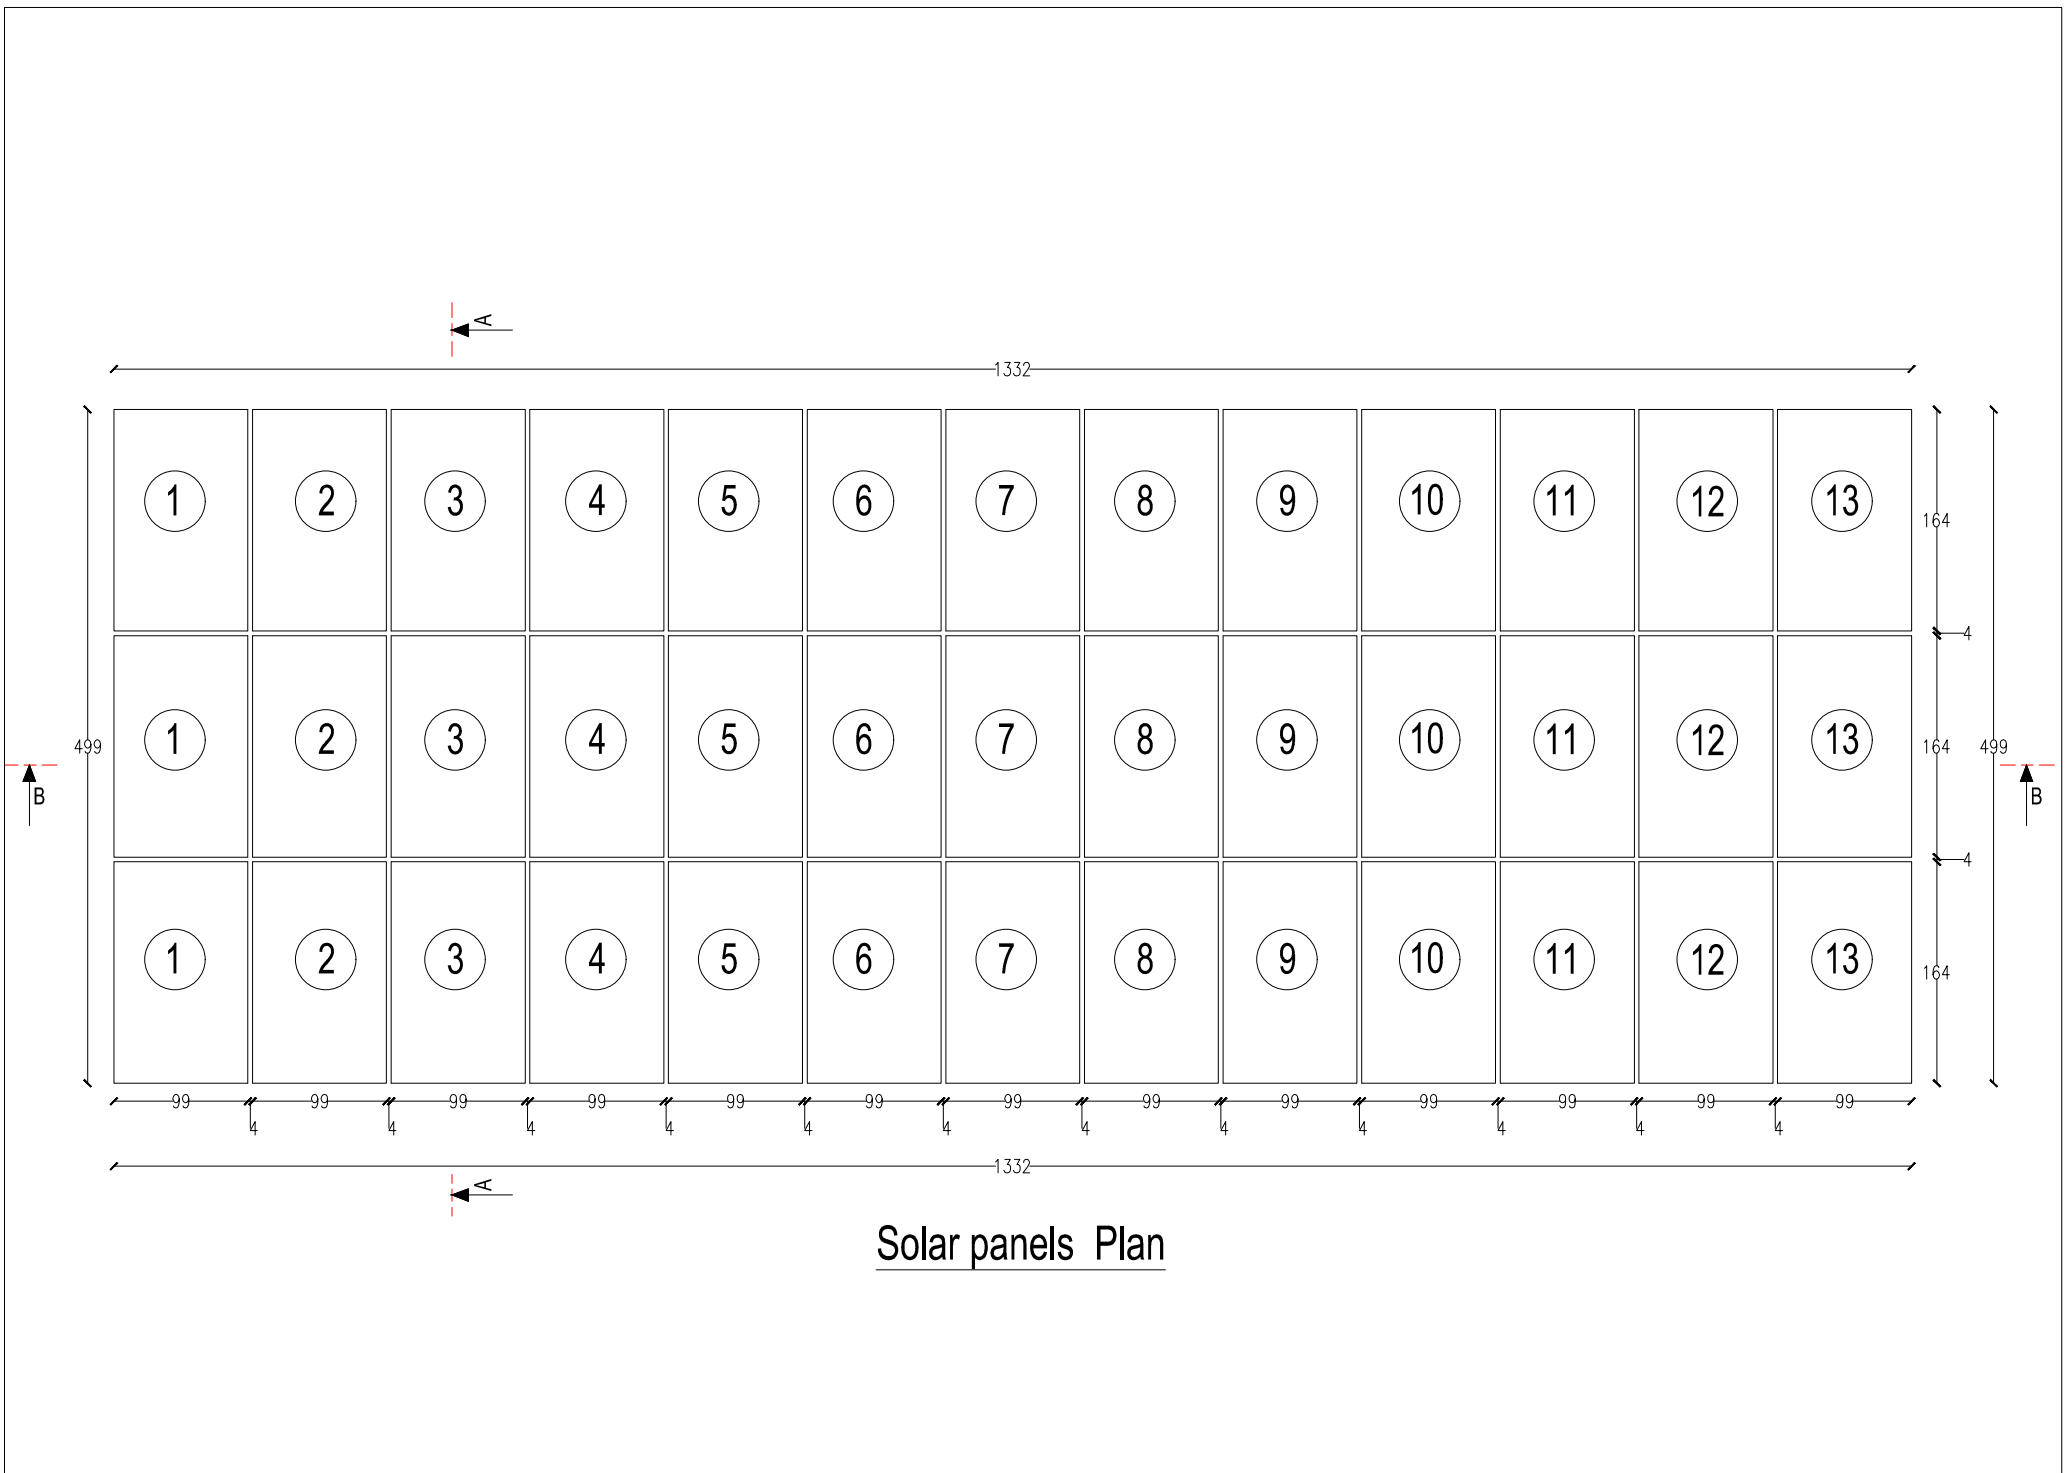 A
1332
1 2 3 4 5 6 7 8 9 10 11 12 13
164
4
1 2 3 4 5 6 7 8 9 10 11 12 13
499 164 499
B B
4
1 2 3 4 5 6 7 8 9 10 11 12 13
164
99 99 99 99 99 99 99 99 99 99 99 99 99
4 4 4 4 4 4 4 4 4 4 4 4
1332
A
Solar panels Plan